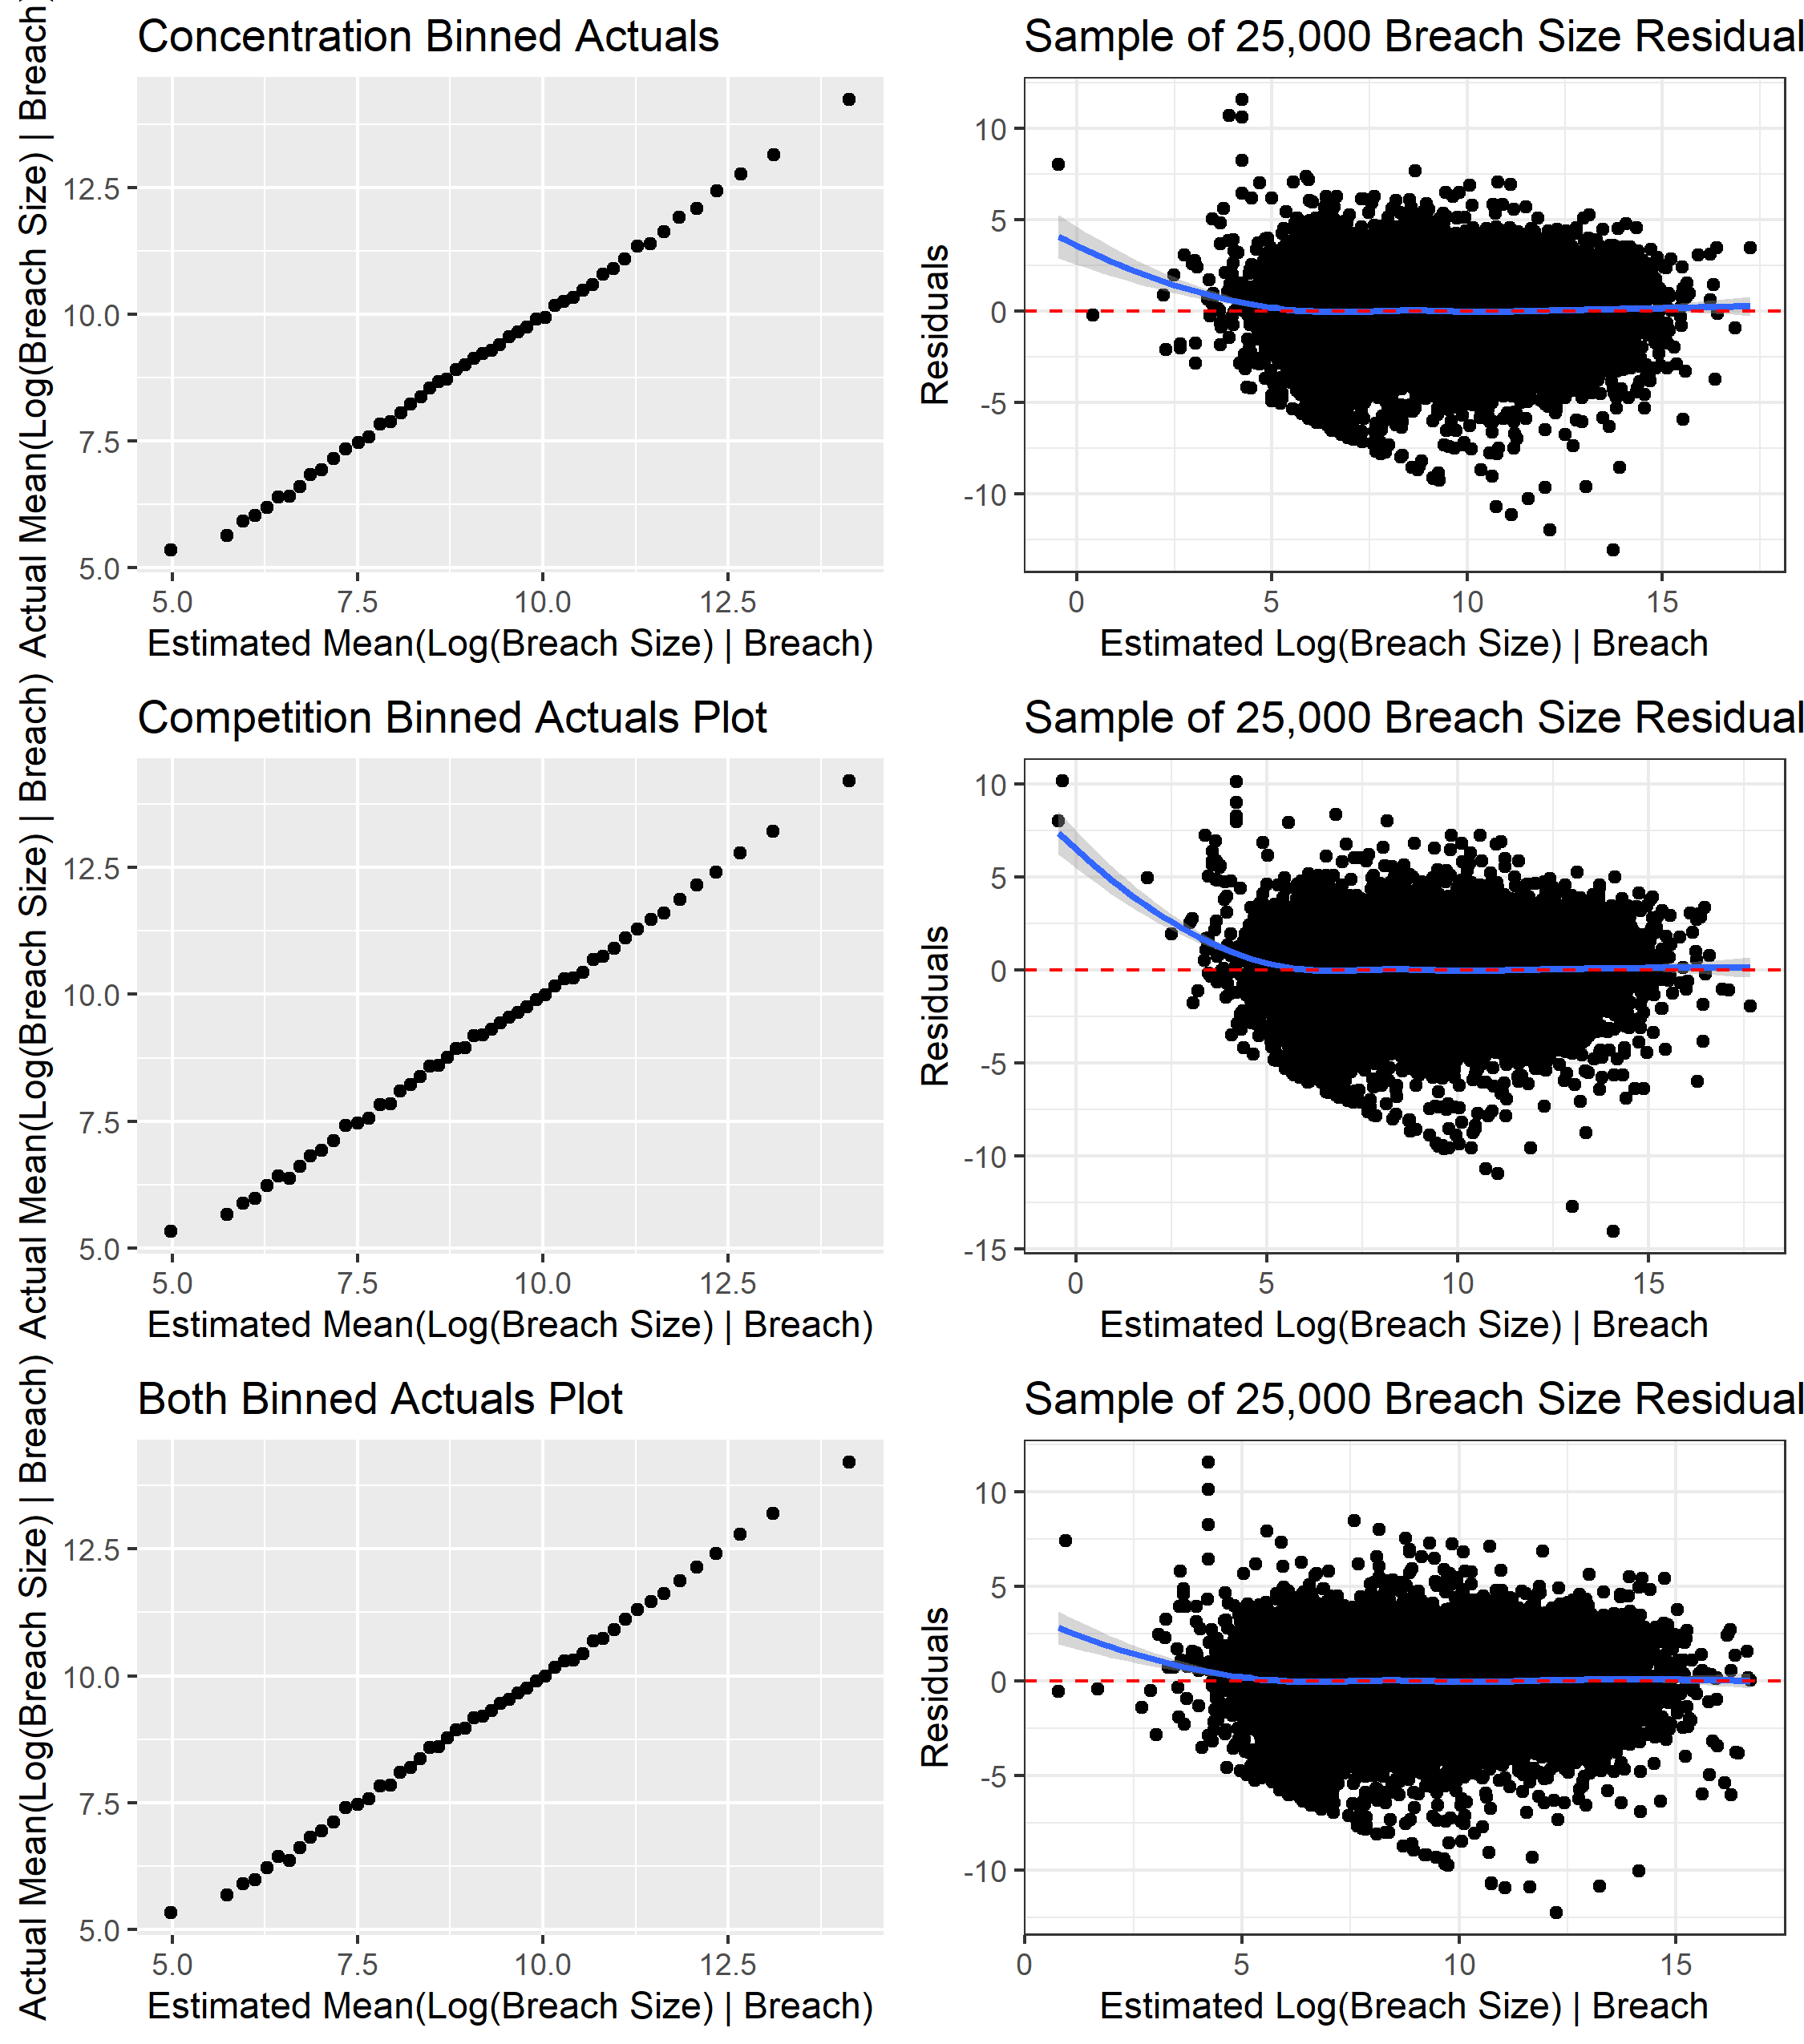 Concentration Binned Actuals
Actual Mean(Log(Breach Size) | Breach)
12.5
10.0
7.5
5.0
5.0 7.5 10.0 12.5
Estimated Mean(Log(Breach Size) | Breach)
Sample of 25,000 Breach Size Residual
Residuals
10
5
0
-5
-10
0 5 10 15
Estimated Log(Breach Size) | Breach
Competition Binned Actuals Plot
Actual Mean(Log(Breach Size) | Breach)
12.5
10.0
7.5
5.0
5.0 7.5 10.0 12.5
Estimated Mean(Log(Breach Size) | Breach)
Sample of 25,000 Breach Size Residual
Residuals
10
5
0
-5
-10
-15
0 5 10 15
Estimated Log(Breach Size) | Breach
Both Binned Actuals Plot
Actual Mean(Log(Breach Size) | Breach)
12.5
10.0
7.5
5.0
5.0 7.5 10.0 12.5
Estimated Mean(Log(Breach Size) | Breach)
Sample of 25,000 Breach Size Residual
Residuals
10
5
0
-5
-10
0 5 10 15
Estimated Log(Breach Size) | Breach